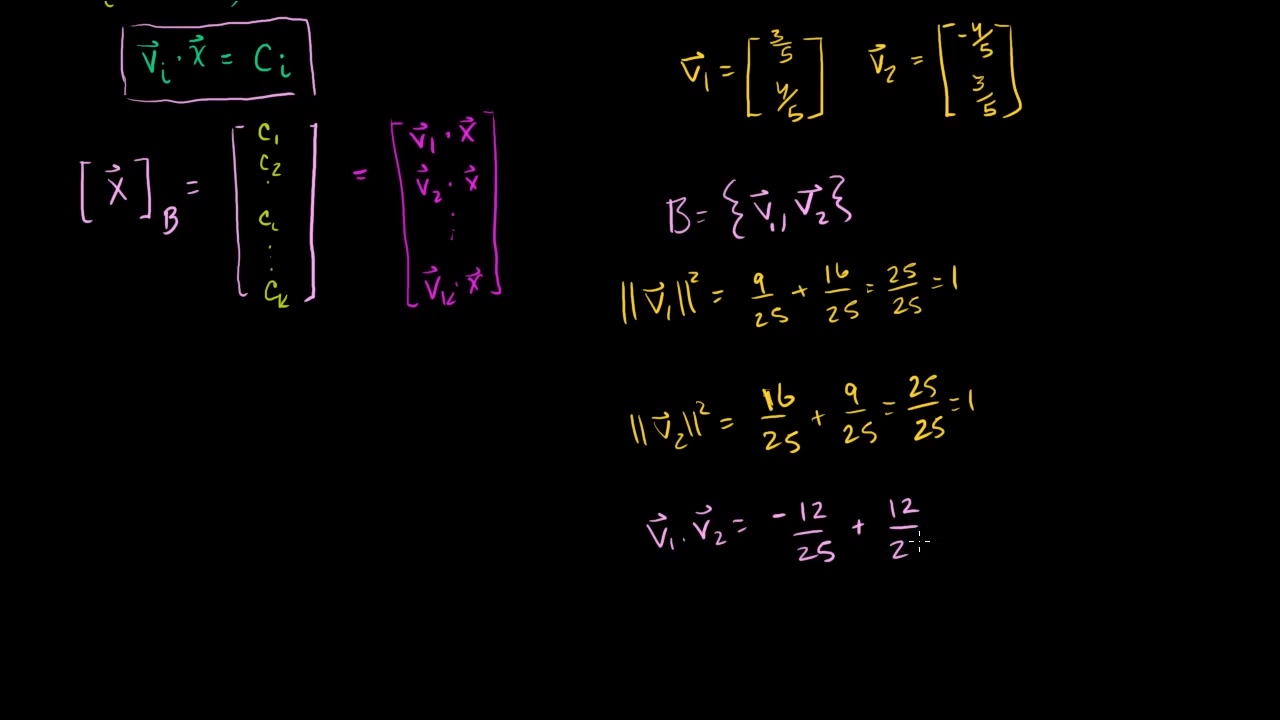 v⃗ᵢ · x⃗ = Cᵢ
[x⃗]_B = [C₁ C₂ · Cᵢ ⋮ Cₖ] = [v⃗₁ · x⃗ v⃗₂ · x⃗ ⋮ v⃗ₖ · x⃗]
v⃗₁ = [3/5 4/5] v⃗₂ = [-4/5 3/5]
B = {v⃗₁, v⃗₂}
||v⃗₁||² = 9/25 + 16/25 = 25/25 = 1
||v⃗₂||² = 16/25 + 9/25 = 25/25 = 1
v⃗₁ · v⃗₂ = -12/25 + 12/2